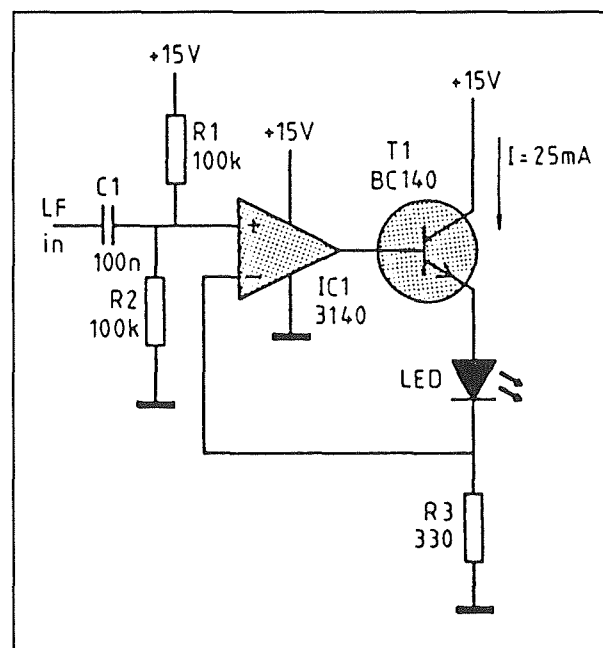 +15V
+15V
R1
100k
+15V
T1
BC140
I = 25mA
C1
LF
in
100n
+
−
IC1
3140
R2
100k
LED
R3
330